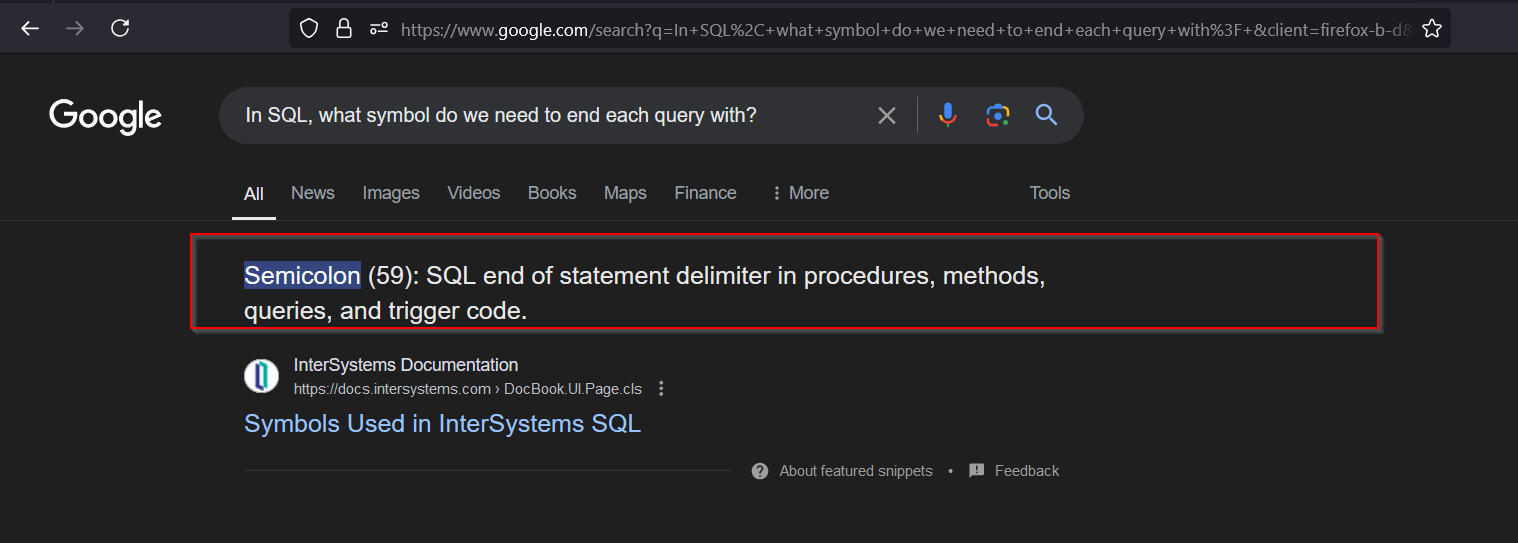 https://www.google.com/search?q=In+SQL%2C+what+symbol+do+we+need+to+end+each+query+with%3F+&client=firefox-b-d&
Google
In SQL, what symbol do we need to end each query with?
All News Images Videos Books Maps Finance More Tools
Semicolon (59): SQL end of statement delimiter in procedures, methods,
queries, and trigger code.
InterSystems Documentation
https://docs.intersystems.com › DocBook.UI.Page.cls
Symbols Used in InterSystems SQL
About featured snippets • Feedback